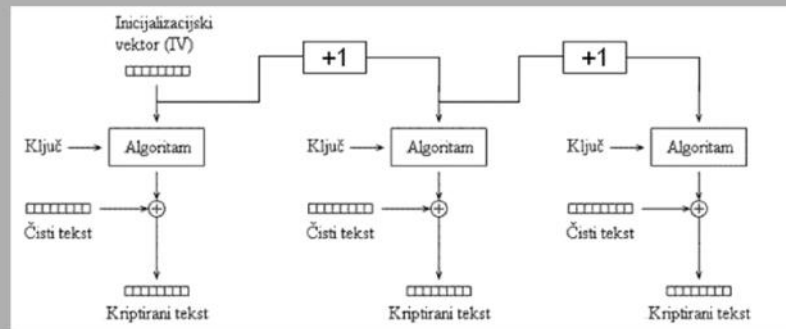 Inicijalizacijski
vektor (IV)
+1
+1
Ključ
Algoritam
Ključ
Algoritam
Ključ
Algoritam
Čisti tekst
Čisti tekst
Čisti tekst
Kriptirani tekst
Kriptirani tekst
Kriptirani tekst